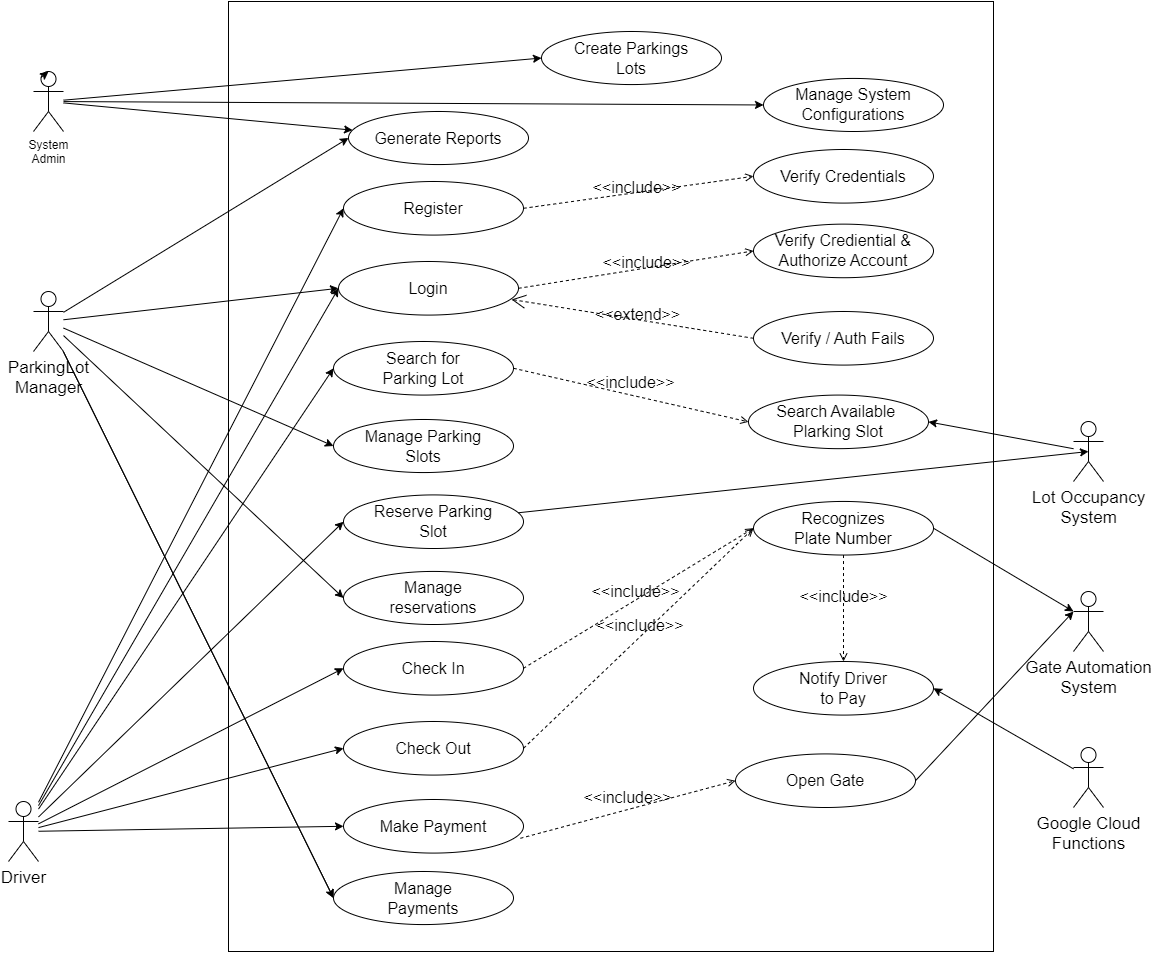 Create Parkings
Lots
Manage System
Configurations
System
Admin
Generate Reports
Verify Credentials
<<include>>
Register
Verify Crediential &
Authorize Account
<<include>>
Login
<<extend>>
Verify / Auth Fails
ParkingLot
Manager
Search for
Parking Lot
<<include>>
Search Available
Plarking Slot
Manage Parking
Slots
Lot Occupancy
System
Reserve Parking
Slot
Recognizes
Plate Number
Manage
reservations
<<include>>
<<include>>
<<include>>
Check In
Notify Driver
to Pay
Gate Automation
System
Check Out
Open Gate
<<include>>
Make Payment
Google Cloud
Functions
Driver
Manage
Payments